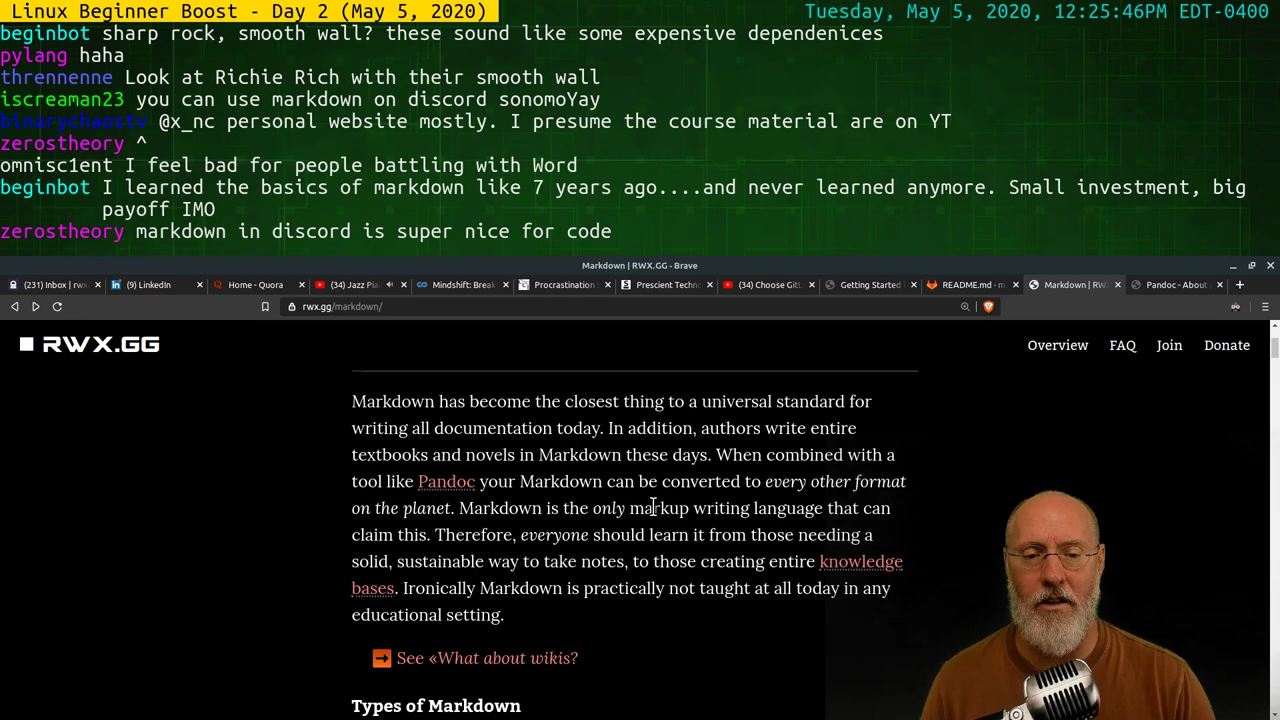 Linux Beginner Boost - Day 2 (May 5, 2020)
Tuesday, May 5, 2020, 12:25:46PM EDT-0400
beginbot sharp rock, smooth wall? these sound like some expensive dependenices
pylang haha
thrennenne Look at Richie Rich with their smooth wall
iscreaman23 you can use markdown on discord sonomoYay
binarychaostv @x_nc personal website mostly. I presume the course material are on YT
zerostheory ^
omnisc1ent I feel bad for people battling with Word
beginbot I learned the basics of markdown like 7 years ago....and never learned anymore. Small investment, big
payoff IMO
zerostheory markdown in discord is super nice for code
Markdown | RWX.GG - Brave
(231) Inbox | rwx
(9) LinkedIn
Home - Quora
(34) Jazz Pia
Mindshift: Break
Procrastination
Prescient Techn
(34) Choose Git
Getting Started
README.md - m
Markdown | RW
Pandoc - About
rwx.gg/markdown/
RWX.GG
Overview FAQ Join Donate
Markdown has become the closest thing to a universal standard for
writing all documentation today. In addition, authors write entire
textbooks and novels in Markdown these days. When combined with a
tool like Pandoc your Markdown can be converted to every other format
on the planet. Markdown is the only markup writing language that can
claim this. Therefore, everyone should learn it from those needing a
solid, sustainable way to take notes, to those creating entire knowledge
bases. Ironically Markdown is practically not taught at all today in any
educational setting.
See «What about wikis?
Types of Markdown